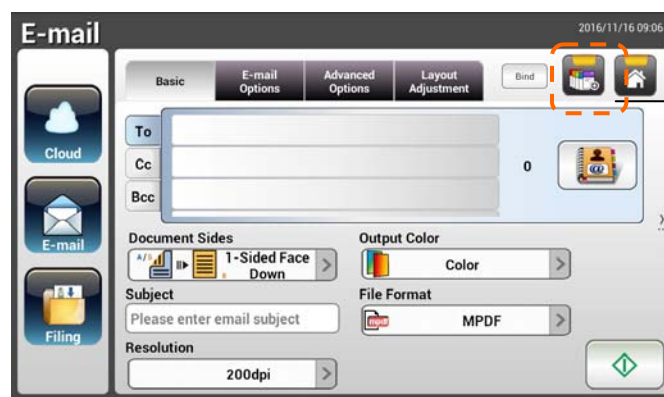 E-mail
2016/11/16 09:06
Basic
E-mail
Options
Advanced
Options
Layout
Adjustment
Bind
To
Cc
Bcc
0
Cloud
E-mail
Filing
Document Sides
1-Sided Face
Down
Output Color
Color
Subject
Please enter email subject
File Format
MPDF
Resolution
200dpi